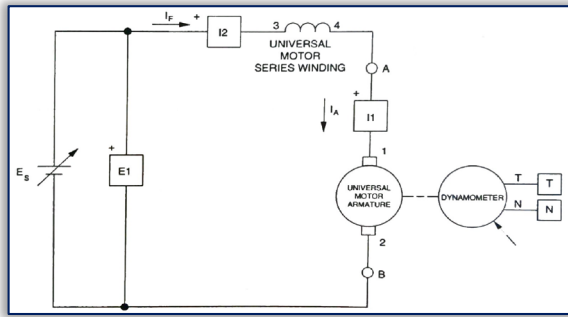 I_F
+
I2
3
4
UNIVERSAL
MOTOR
SERIES WINDING
A
+
I_A
I1
1
E_S
+
E1
UNIVERSAL
MOTOR
ARMATURE
DYNAMOMETER
T
T
N
N
2
B